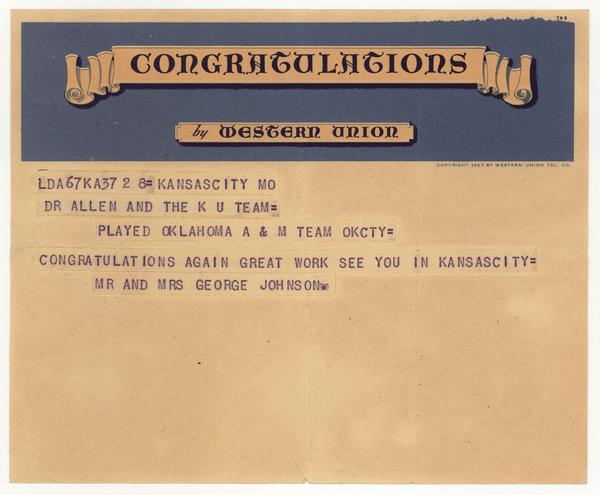 783
CONGRATULATIONS
by WESTERN UNION
COPYRIGHT 1937 BY WESTERN UNION TEL. CO.
LDA67KA37 2 8= KANSASCITY MO
DR ALLEN AND THE K U TEAM=
PLAYED OKLAHOMA A & M TEAM OKCTY=
CONGRATULATIONS AGAIN GREAT WORK SEE YOU IN KANSASCITY=
MR AND MRS GEORGE JOHNSON